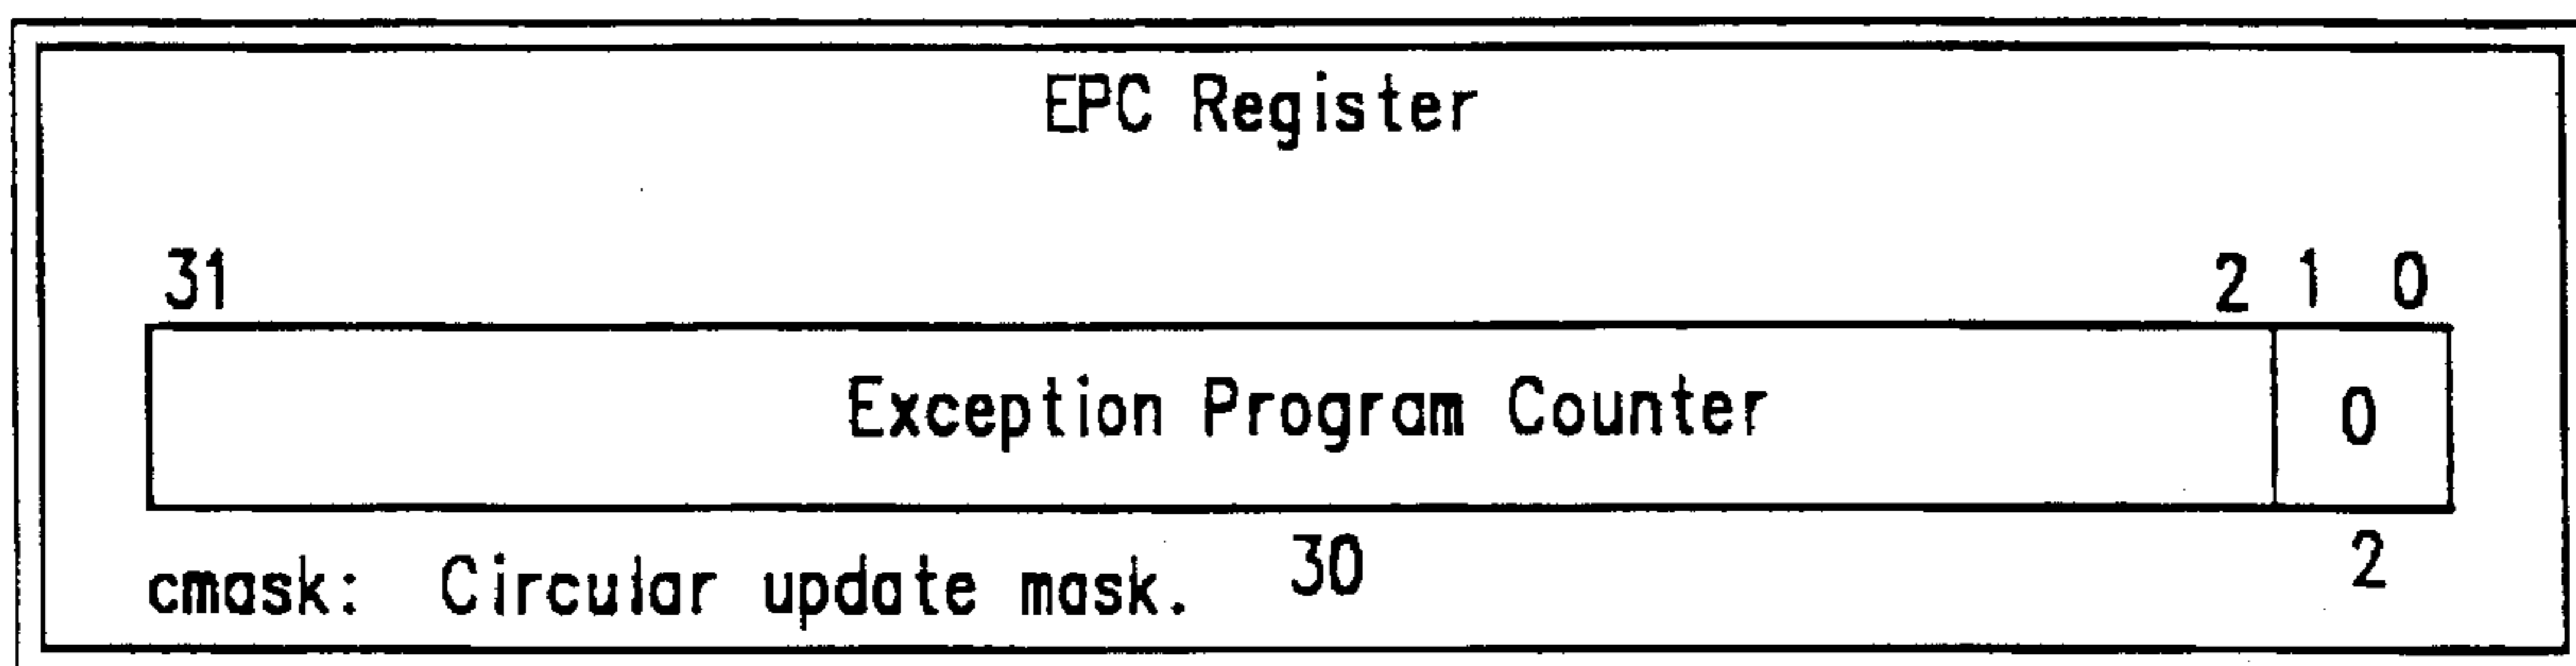 EPC Register
31 2 1 0
Exception Program Counter 0
cmask: Circular update mask. 30 2